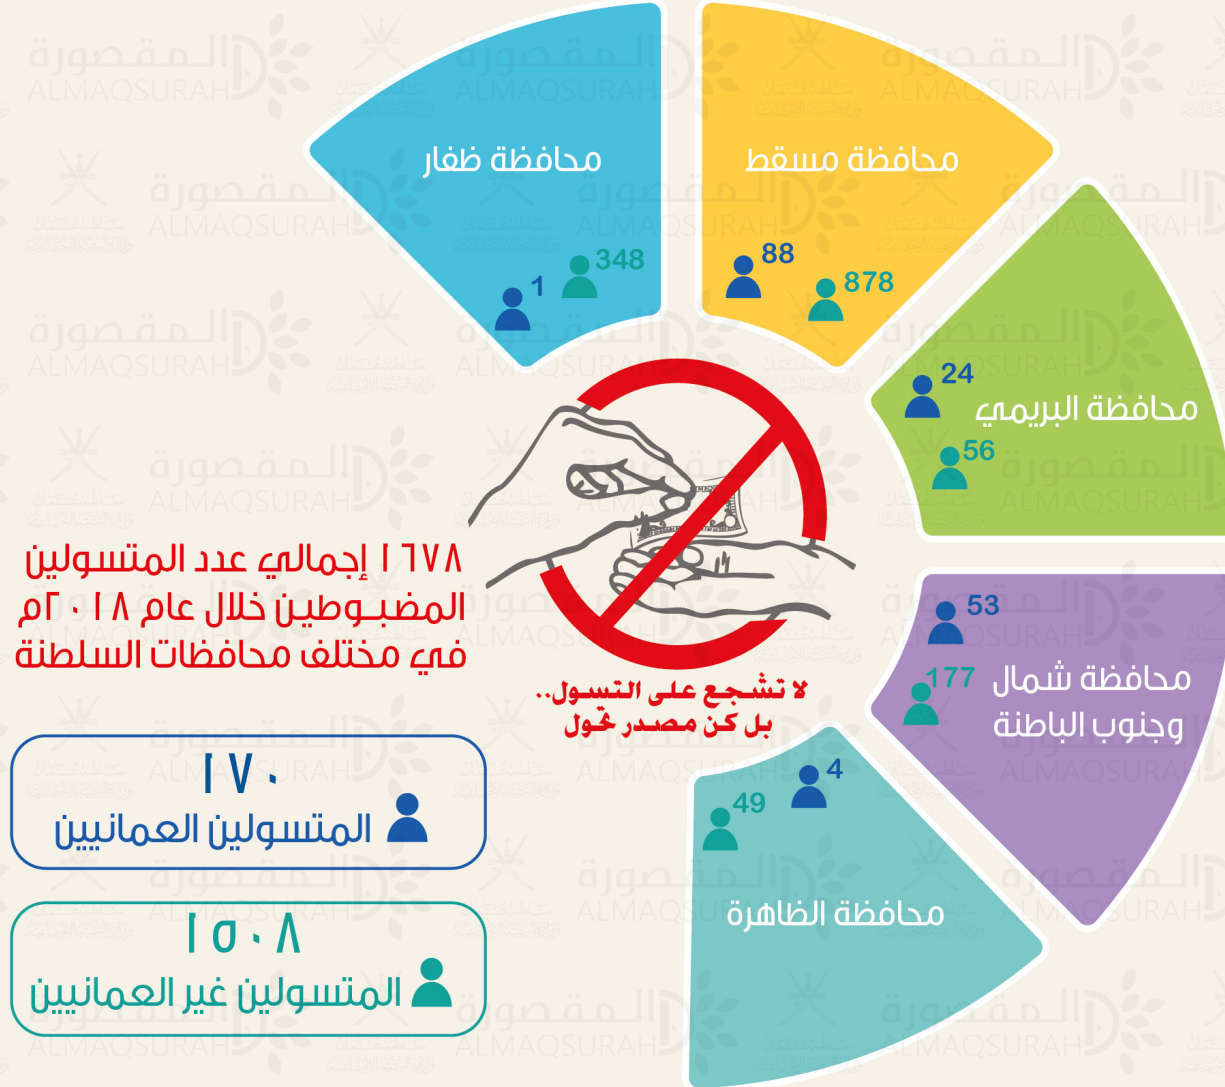 محافظة ظفار
348
1
محافظة مسقط
88
878
محافظة البريمي
24
56
محافظة شمال
وجنوب الباطنة
53
177
محافظة الظاهرة
4
49
لا تشجع على التسول..
بل كن مصدر تحول
١٦٧٨ إجمالي عدد المتسولين
المضبوطين خلال عام ٢٠١٨م
في مختلف محافظات السلطنة
١٧٠
المتسولين العمانيين
١٥٠٨
المتسولين غير العمانيين
المقصورة
ALMAQSURAH